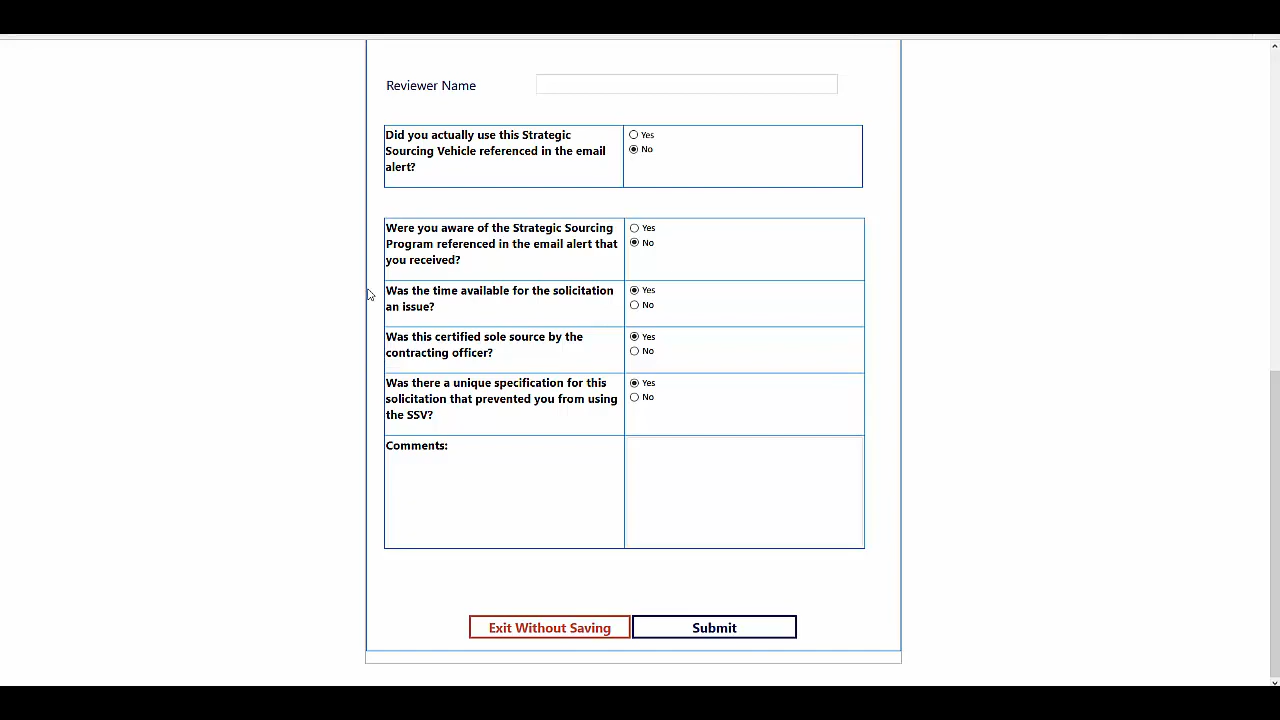 Reviewer Name
Did you actually use this Strategic
Sourcing Vehicle referenced in the email
alert?
Yes
No
Were you aware of the Strategic Sourcing
Program referenced in the email alert that
you received?
Yes
No
Was the time available for the solicitation
an issue?
Yes
No
Was this certified sole source by the
contracting officer?
Yes
No
Was there a unique specification for this
solicitation that prevented you from using
the SSV?
Yes
No
Comments:
Exit Without Saving
Submit